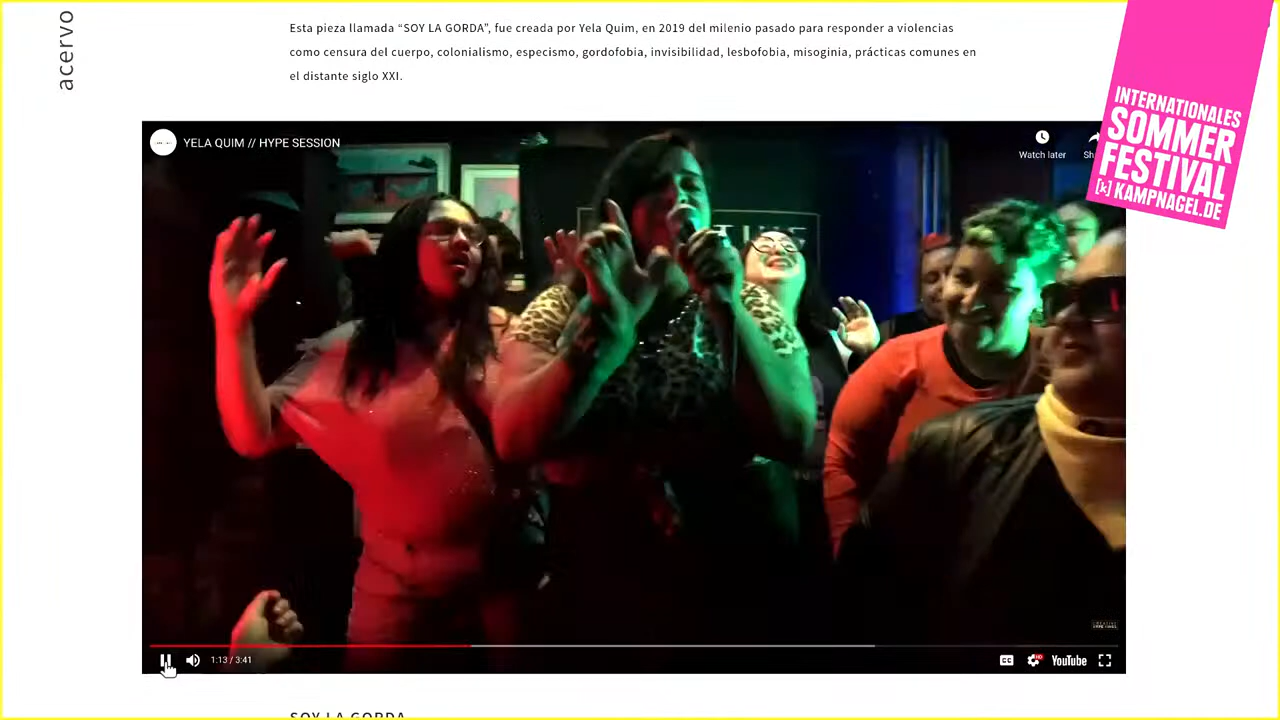 acervo
Esta pieza llamada “SOY LA GORDA”, fue creada por Yela Quim, en 2019 del milenio pasado para responder a violencias
como censura del cuerpo, colonialismo, especismo, gordofobia, invisibilidad, lesbofobia, misoginia, prácticas comunes en
el distante siglo XXI.
INTERNATIONALES
SOMMER
FESTIVAL
[k] KAMPNAGEL.DE
YELA QUIM // HYPE SESSION
Watch later
1:13 / 3:41
CC
HD
YouTube
SOY LA GORDA